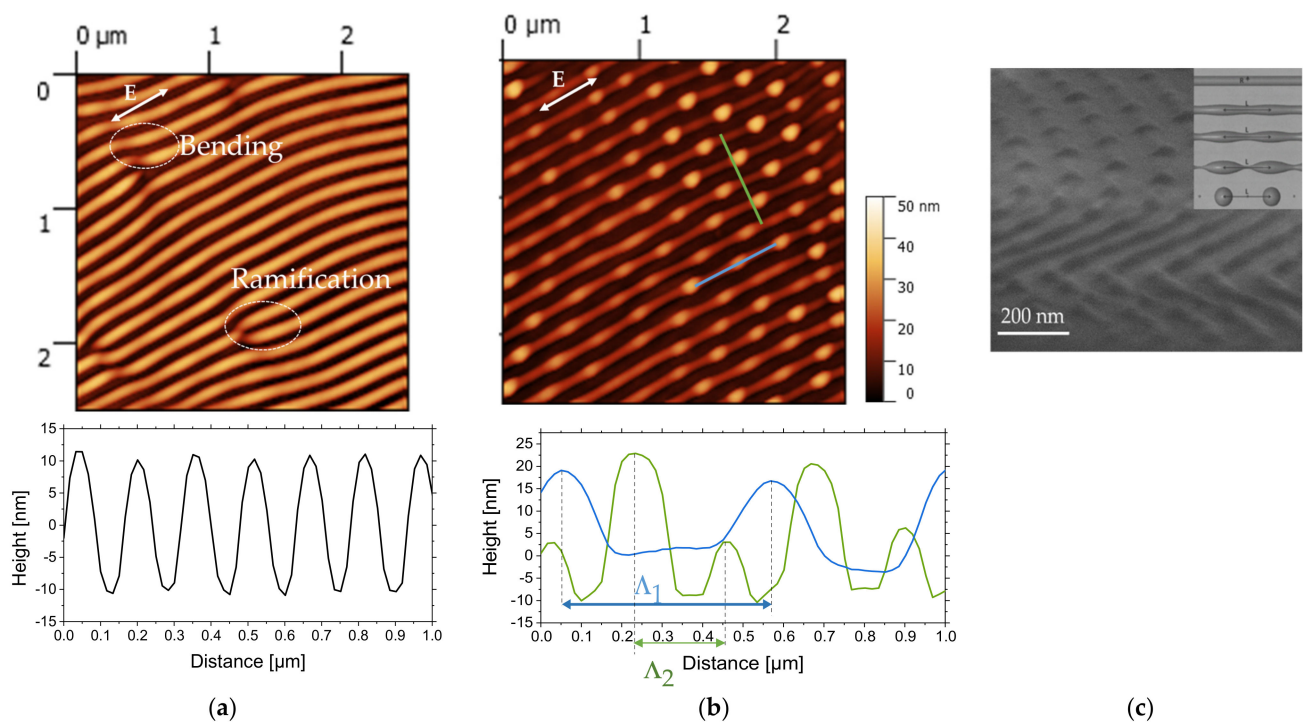 0 µm 1 2
0
1
2
E
Bending
Ramification
0 µm 1 2
E
50 nm
40
30
20
10
0
200 nm
L
L
L
L
15
10
5
0
-5
-10
-15
Height [nm]
0.0 0.1 0.2 0.3 0.4 0.5 0.6 0.7 0.8 0.9 1.0
Distance [µm]
25
20
15
10
5
0
-5
-10
-15
Height [nm]
Λ1
0.0 0.1 0.2 0.3 0.4 0.5 0.6 0.7 0.8 0.9 1.0
Λ2
Distance [µm]
(a) (b) (c)